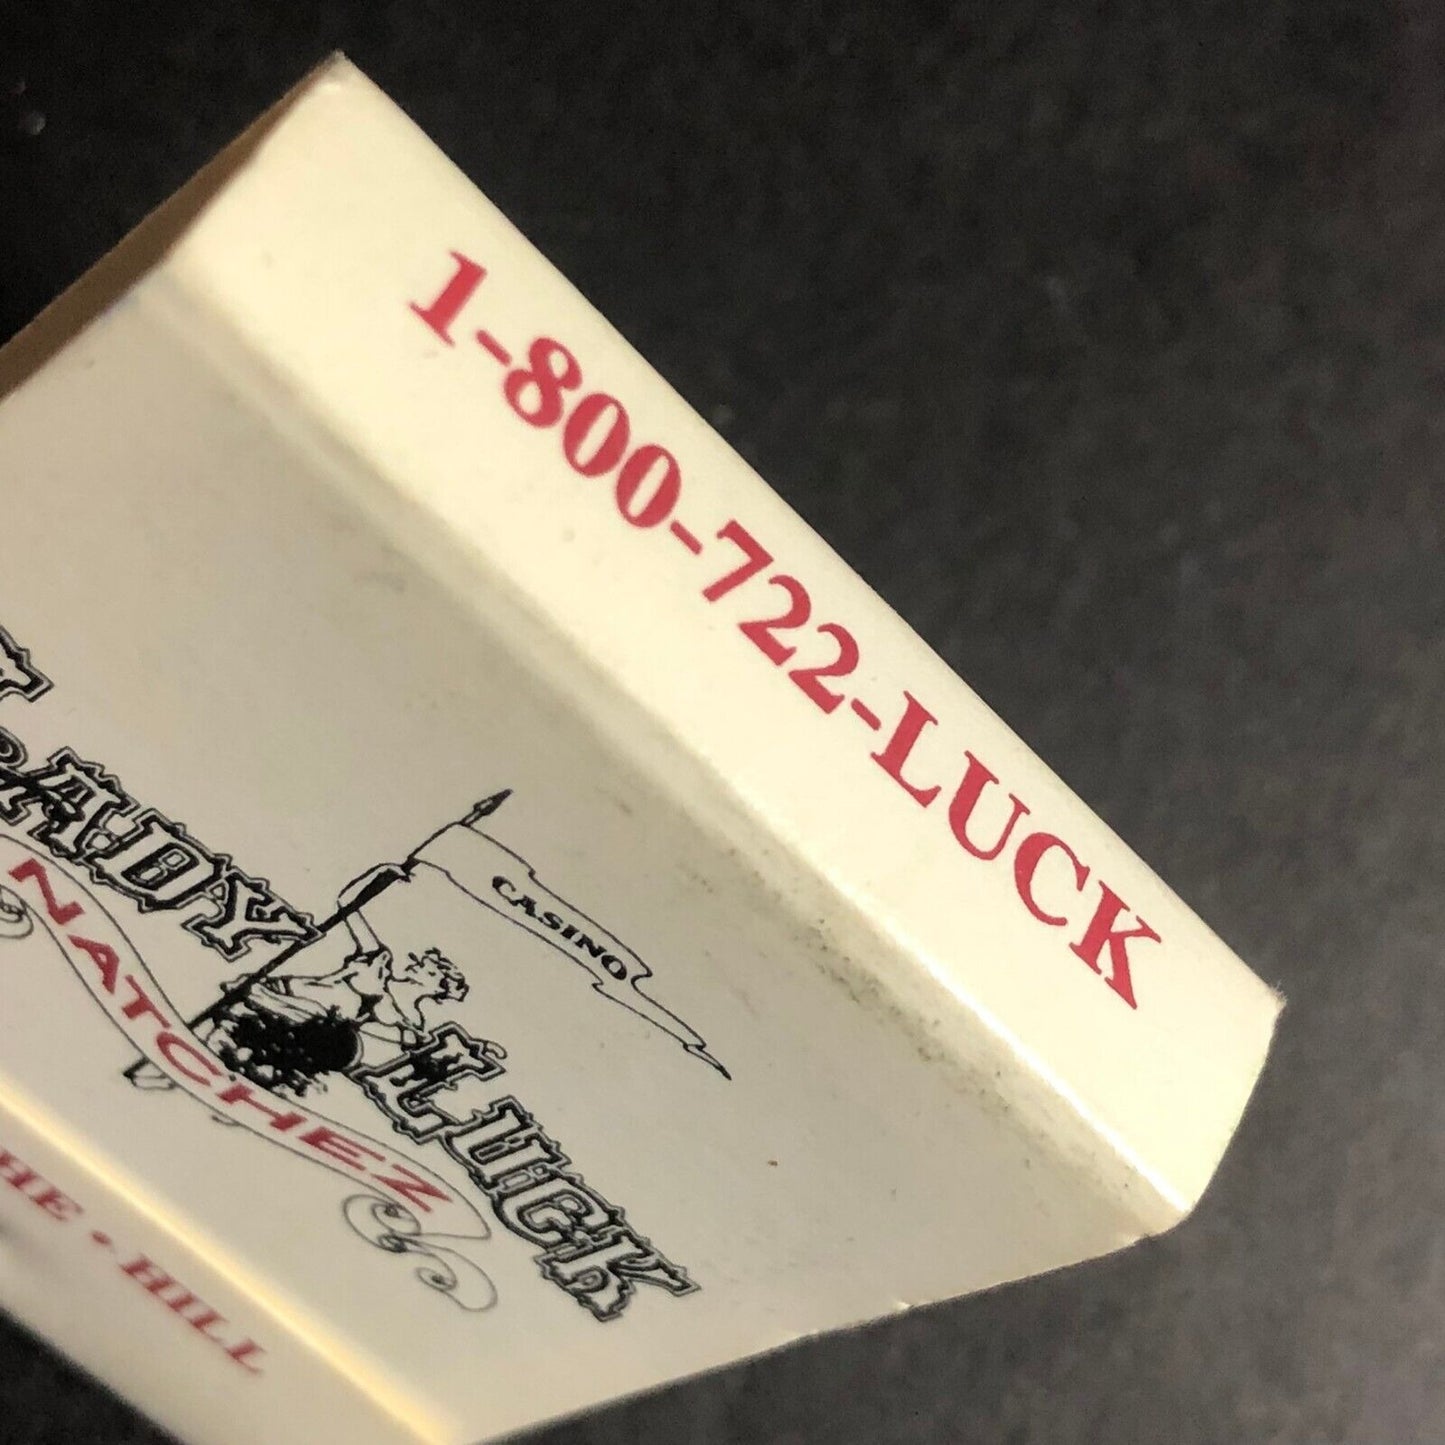 1-800-722-LUCK
CASINO
LADY LUCK
NATCHEZ
HE • HILL